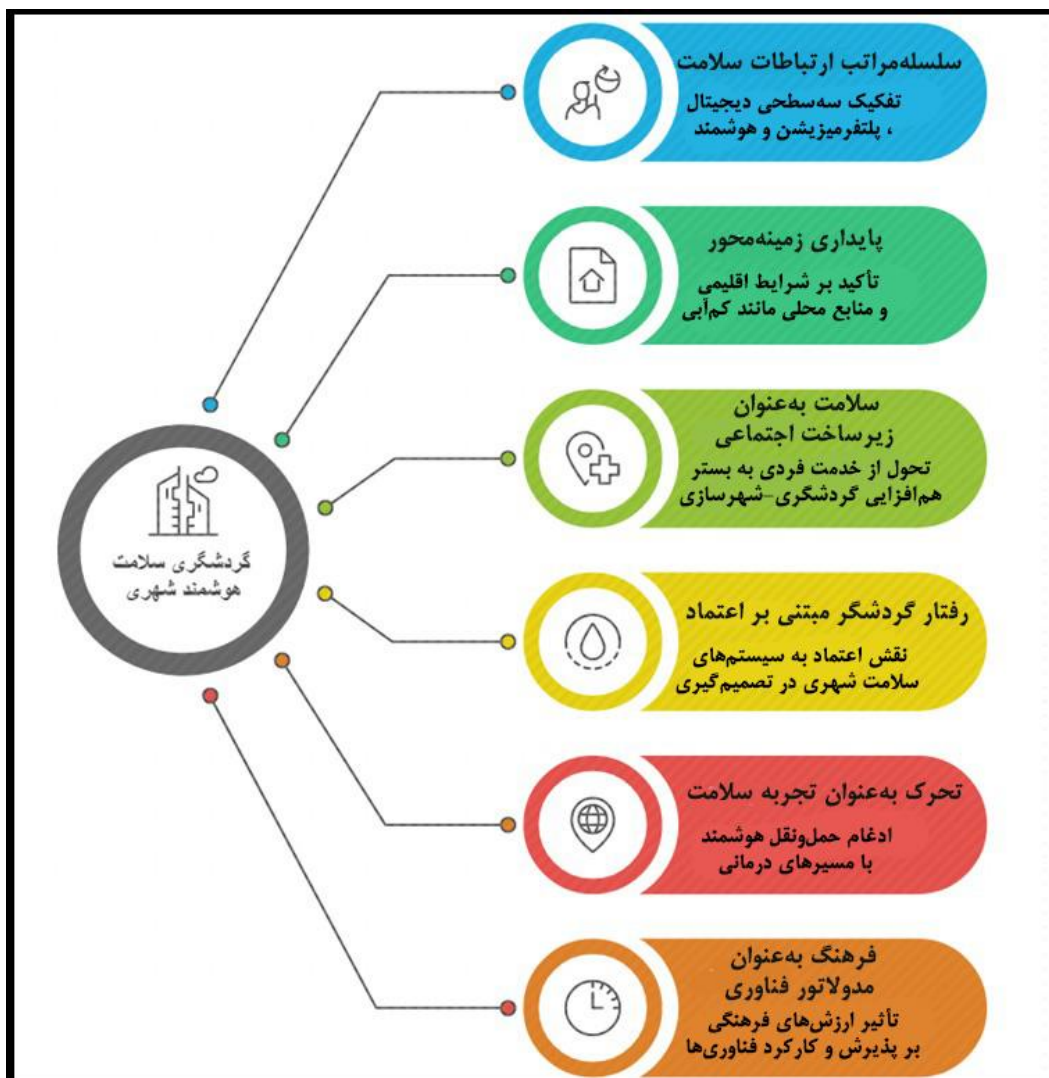 سلسله‌مراتب ارتباطات سلامت
تفکیک سه‌سطحی دیجیتال
، پلتفرمیزیشن و هوشمند
پایداری زمینه‌محور
تأکید بر شرایط اقلیمی
و منابع محلی مانند کم‌آبی
سلامت به‌عنوان
زیرساخت اجتماعی
تحول از خدمت فردی به بستر
هم‌افزایی گردشگری–شهرسازی
گردشگری سلامت
هوشمند شهری
رفتار گردشگر مبتنی بر اعتماد
نقش اعتماد به سیستم‌های
سلامت شهری در تصمیم‌گیری
تحرک به‌عنوان تجربه سلامت
ادغام حمل‌ونقل هوشمند
با مسیرهای درمانی
فرهنگ به‌عنوان
مدولاتور فناوری
تأثیر ارزش‌های فرهنگی
بر پذیرش و کارکرد فناوری‌ها